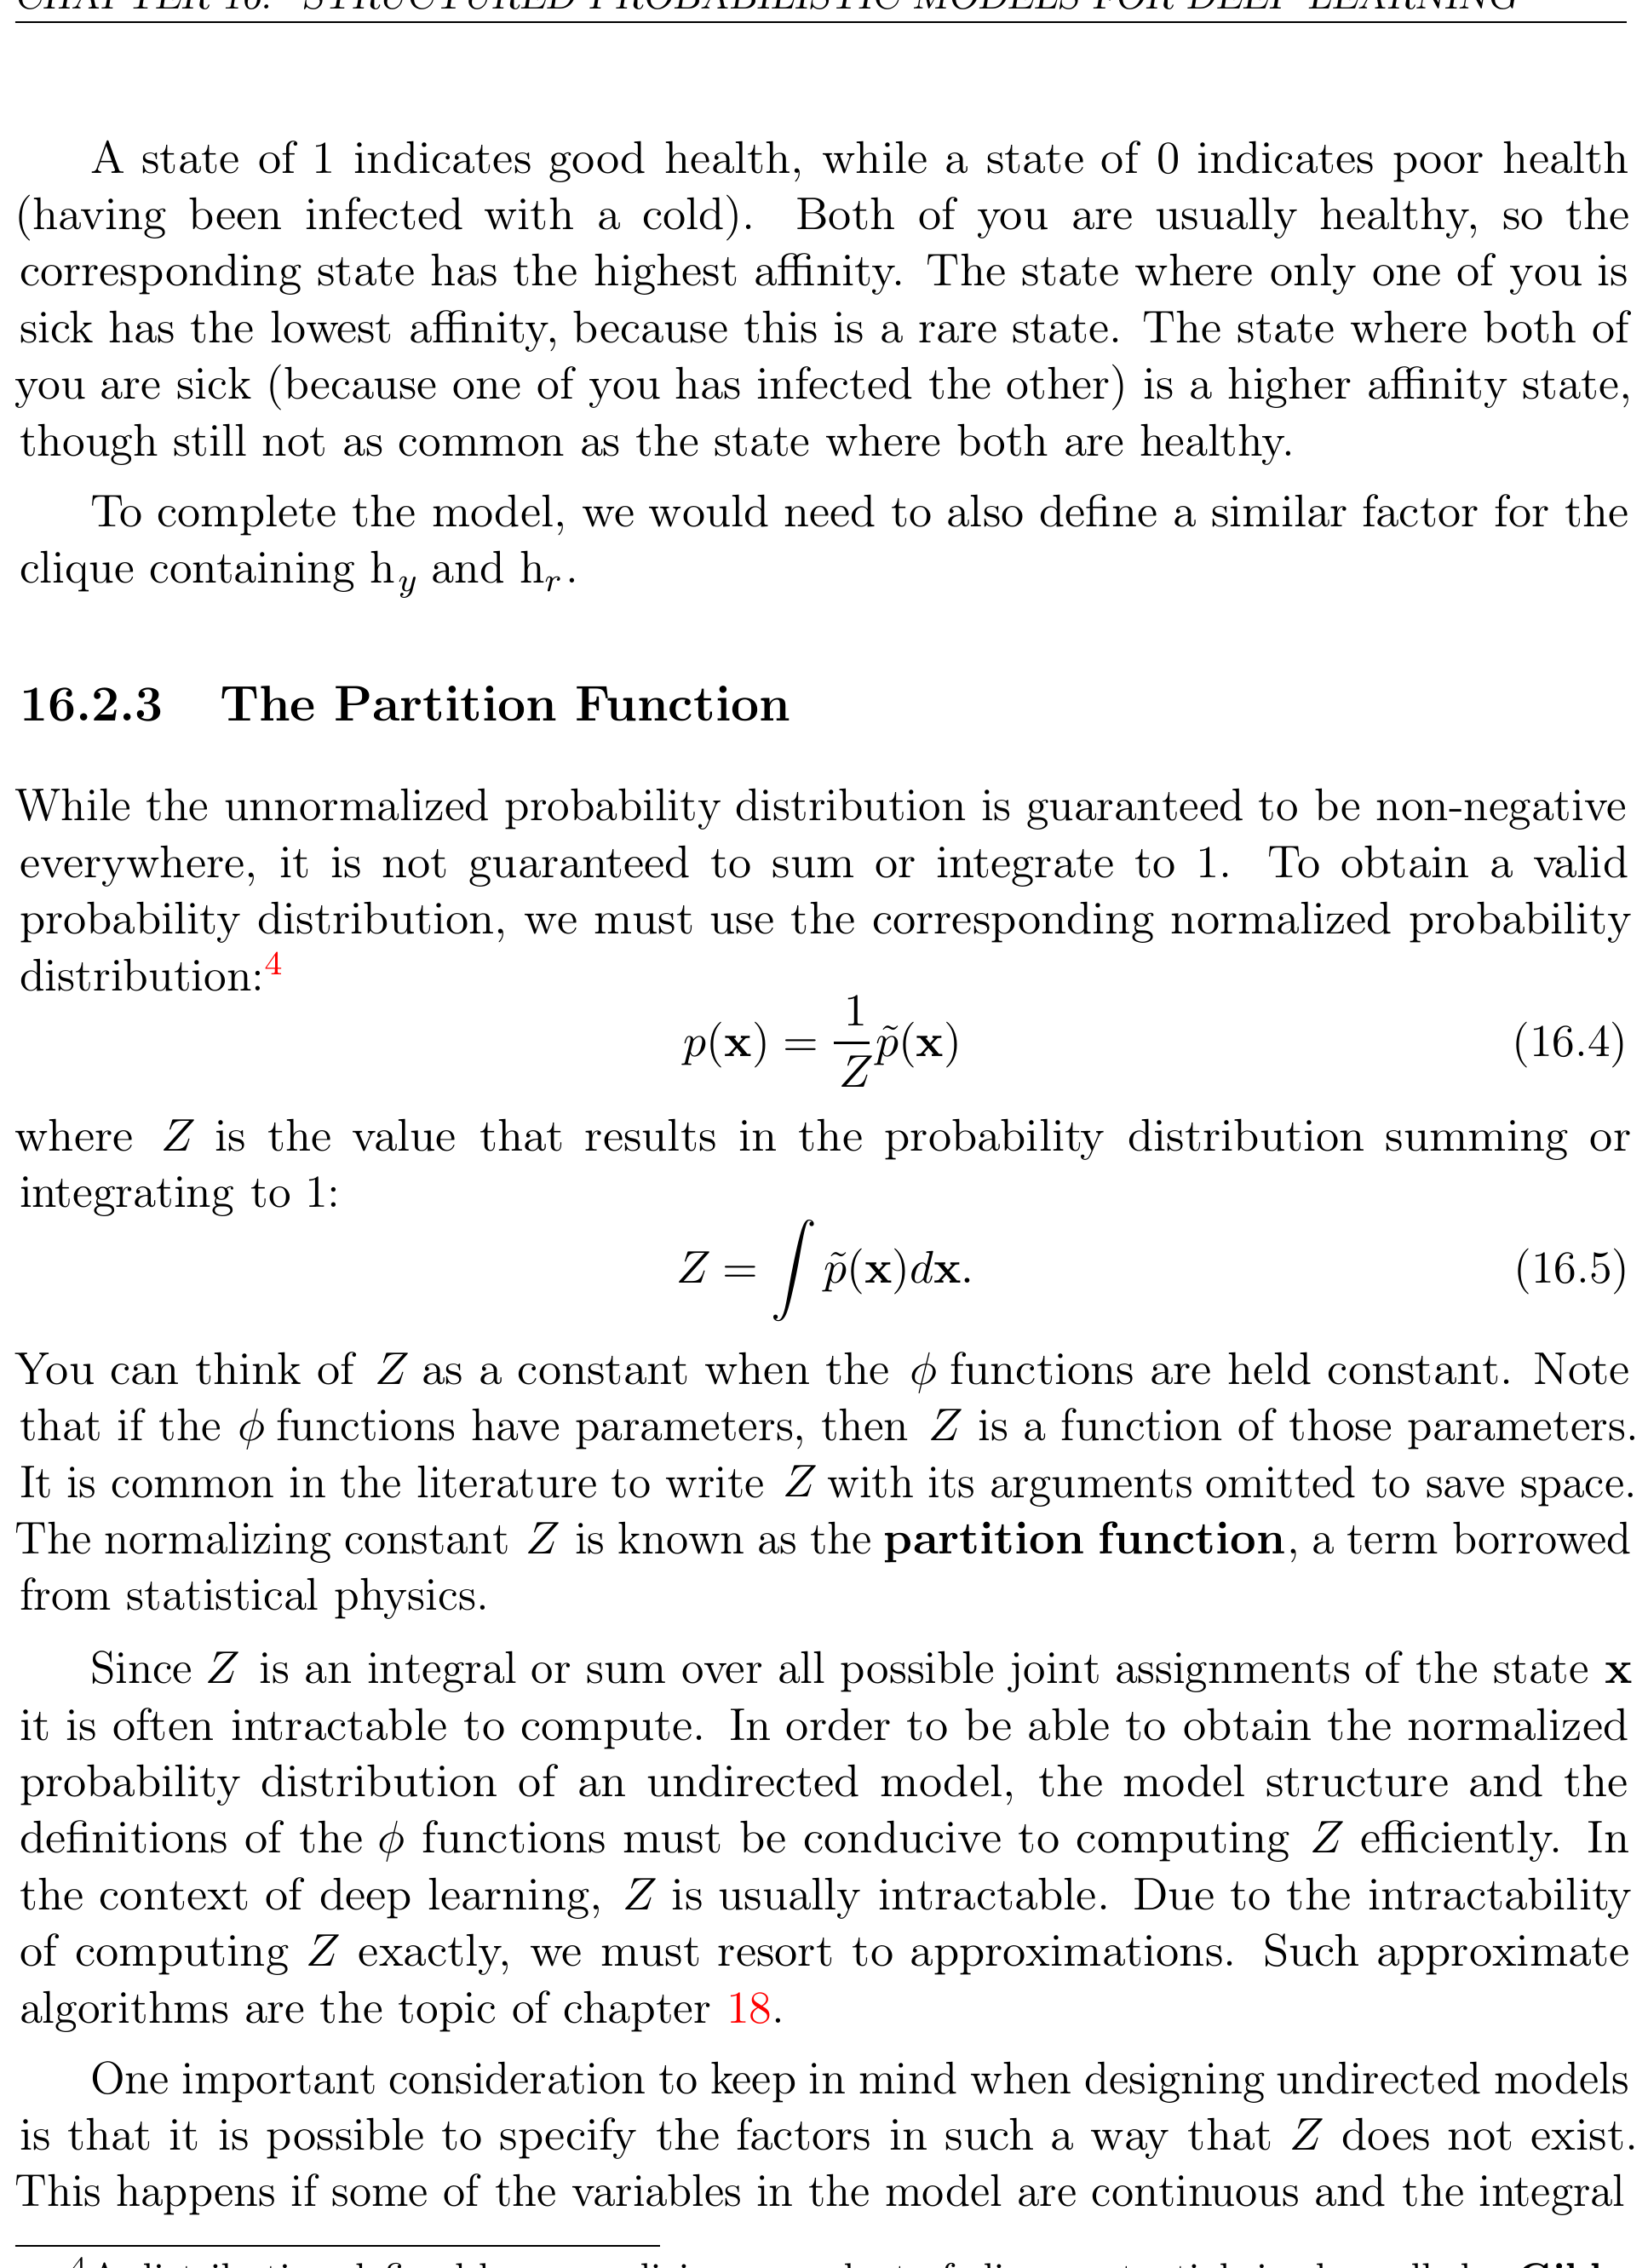 CHAPTER 16. STRUCTURED PROBABILISTIC MODELS FOR DEEP LEARNING
A state of 1 indicates good health, while a state of 0 indicates poor health
(having been infected with a cold). Both of you are usually healthy, so the
corresponding state has the highest affinity. The state where only one of you is
sick has the lowest affinity, because this is a rare state. The state where both of
you are sick (because one of you has infected the other) is a higher affinity state,
though still not as common as the state where both are healthy.
To complete the model, we would need to also define a similar factor for the
clique containing h_y and h_r.
16.2.3 The Partition Function
While the unnormalized probability distribution is guaranteed to be non-negative
everywhere, it is not guaranteed to sum or integrate to 1. To obtain a valid
probability distribution, we must use the corresponding normalized probability
distribution:⁴
p(x) = 1/Z p̃(x) (16.4)
where Z is the value that results in the probability distribution summing or
integrating to 1:
Z = ∫ p̃(x)dx. (16.5)
You can think of Z as a constant when the ϕ functions are held constant. Note
that if the ϕ functions have parameters, then Z is a function of those parameters.
It is common in the literature to write Z with its arguments omitted to save space.
The normalizing constant Z is known as the partition function, a term borrowed
from statistical physics.
Since Z is an integral or sum over all possible joint assignments of the state x
it is often intractable to compute. In order to be able to obtain the normalized
probability distribution of an undirected model, the model structure and the
definitions of the ϕ functions must be conducive to computing Z efficiently. In
the context of deep learning, Z is usually intractable. Due to the intractability
of computing Z exactly, we must resort to approximations. Such approximate
algorithms are the topic of chapter 18.
One important consideration to keep in mind when designing undirected models
is that it is possible to specify the factors in such a way that Z does not exist.
This happens if some of the variables in the model are continuous and the integral